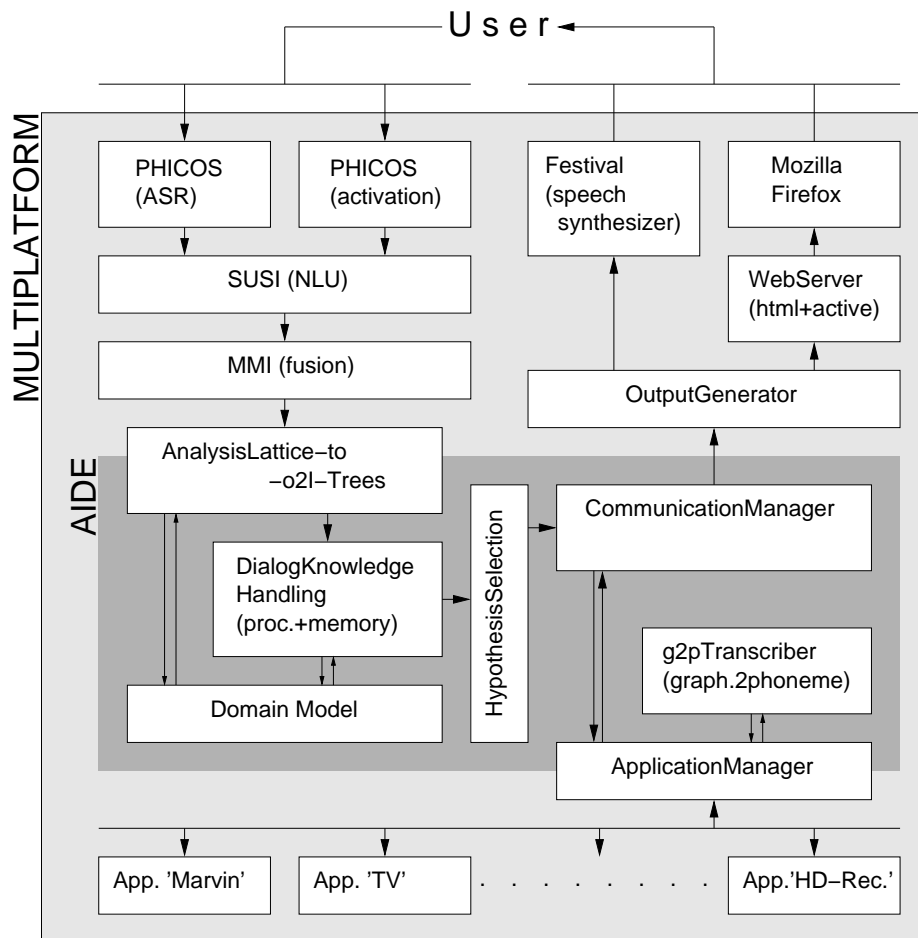 User
MULTIPLATFORM
PHICOS
(ASR)
PHICOS
(activation)
Festival
(speech
synthesizer)
Mozilla
Firefox
SUSI (NLU)
WebServer
(html+active)
MMI (fusion)
OutputGenerator
AIDE
AnalysisLattice−to
−o2I−Trees
HypothesisSelection
CommunicationManager
DialogKnowledge
Handling
(proc.+memory)
g2pTranscriber
(graph.2phoneme)
Domain Model
ApplicationManager
App. ’Marvin’
App. ’TV’
. . . . . . . .
App.’HD−Rec.’